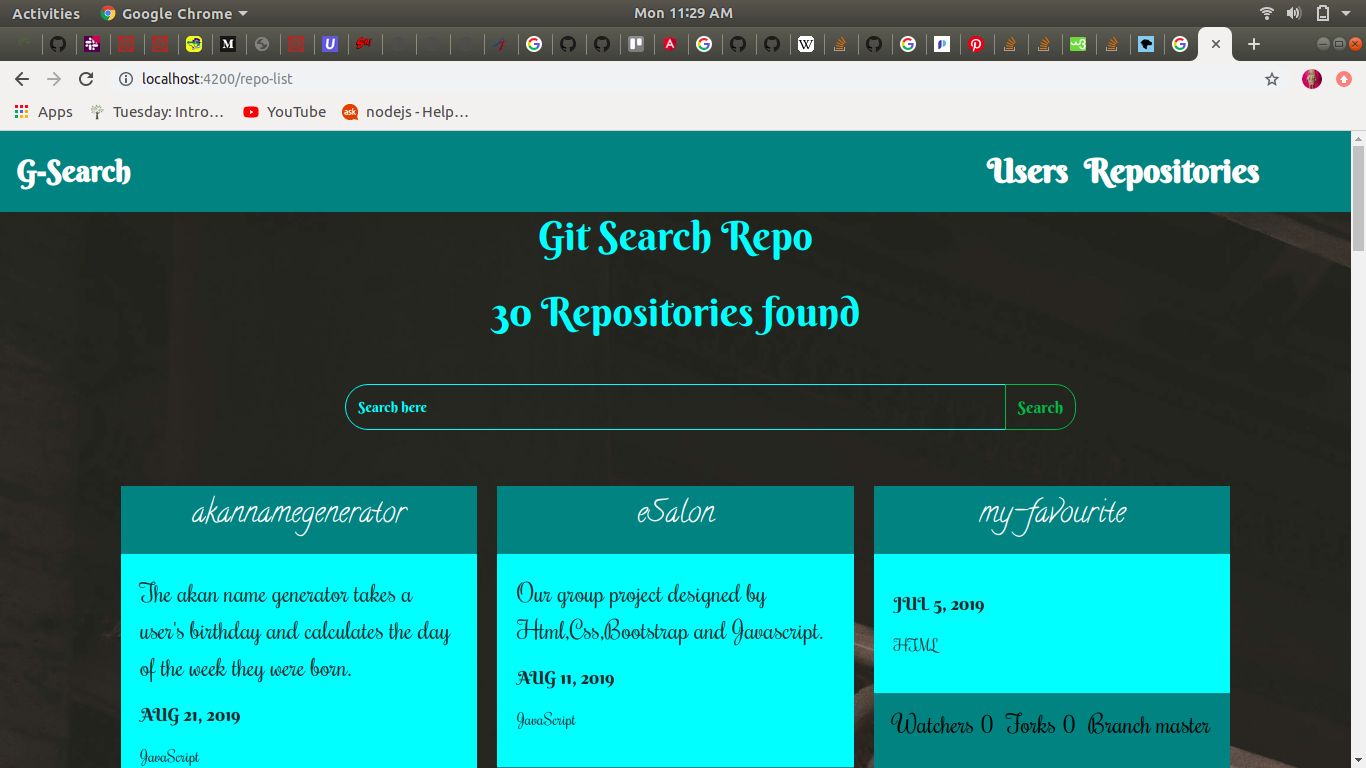 Activities Google Chrome Mon 11:29 AM
localhost:4200/repo-list
Apps Tuesday: Intro… YouTube nodejs - Help…
G-Search Users Repositories
Git Search Repo
30 Repositories found
Search here Search
akannamegenerator
The akan name generator takes a
user's birthday and calculates the day
of the week they were born.
AUG 21, 2019
JavaScript
eSalon
Our group project designed by
Html,Css,Bootstrap and Javascript.
AUG 11, 2019
JavaScript
my-favourite
JUL 5, 2019
HTML
Watchers 0 Forks 0 Branch master